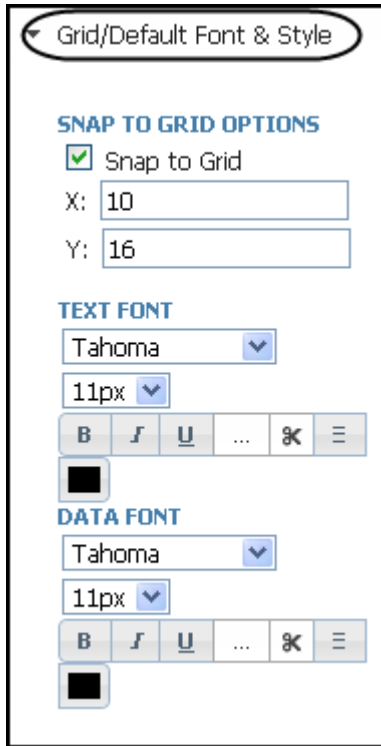 Grid/Default Font & Style
SNAP TO GRID OPTIONS
Snap to Grid
X: 10
Y: 16
TEXT FONT
Tahoma
11px
B I U ...
DATA FONT
Tahoma
11px
B I U ...